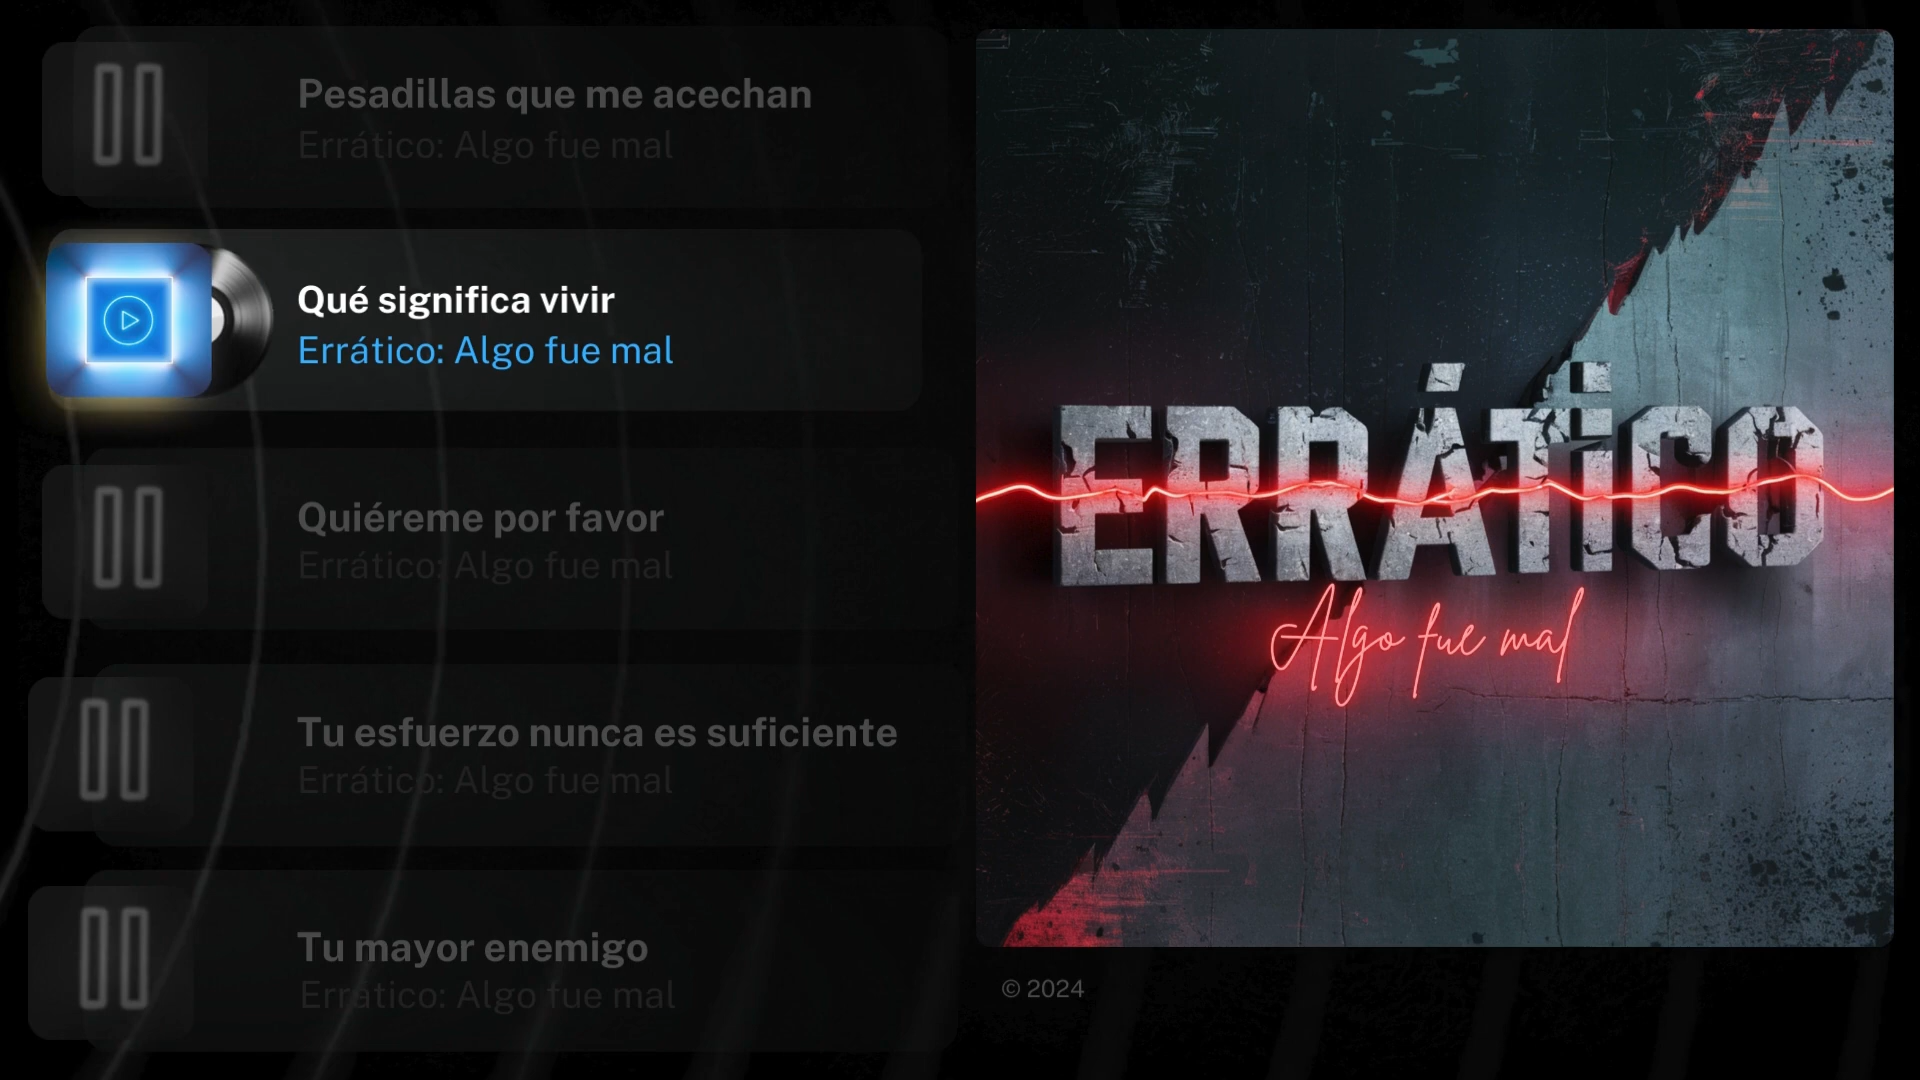 Pesadillas que me acechan
Errático: Algo fue mal
Qué significa vivir
Errático: Algo fue mal
Quiéreme por favor
Errático: Algo fue mal
Tu esfuerzo nunca es suficiente
Errático: Algo fue mal
Tu mayor enemigo
Errático: Algo fue mal
ERRÁTiCO
Algo fue mal
© 2024